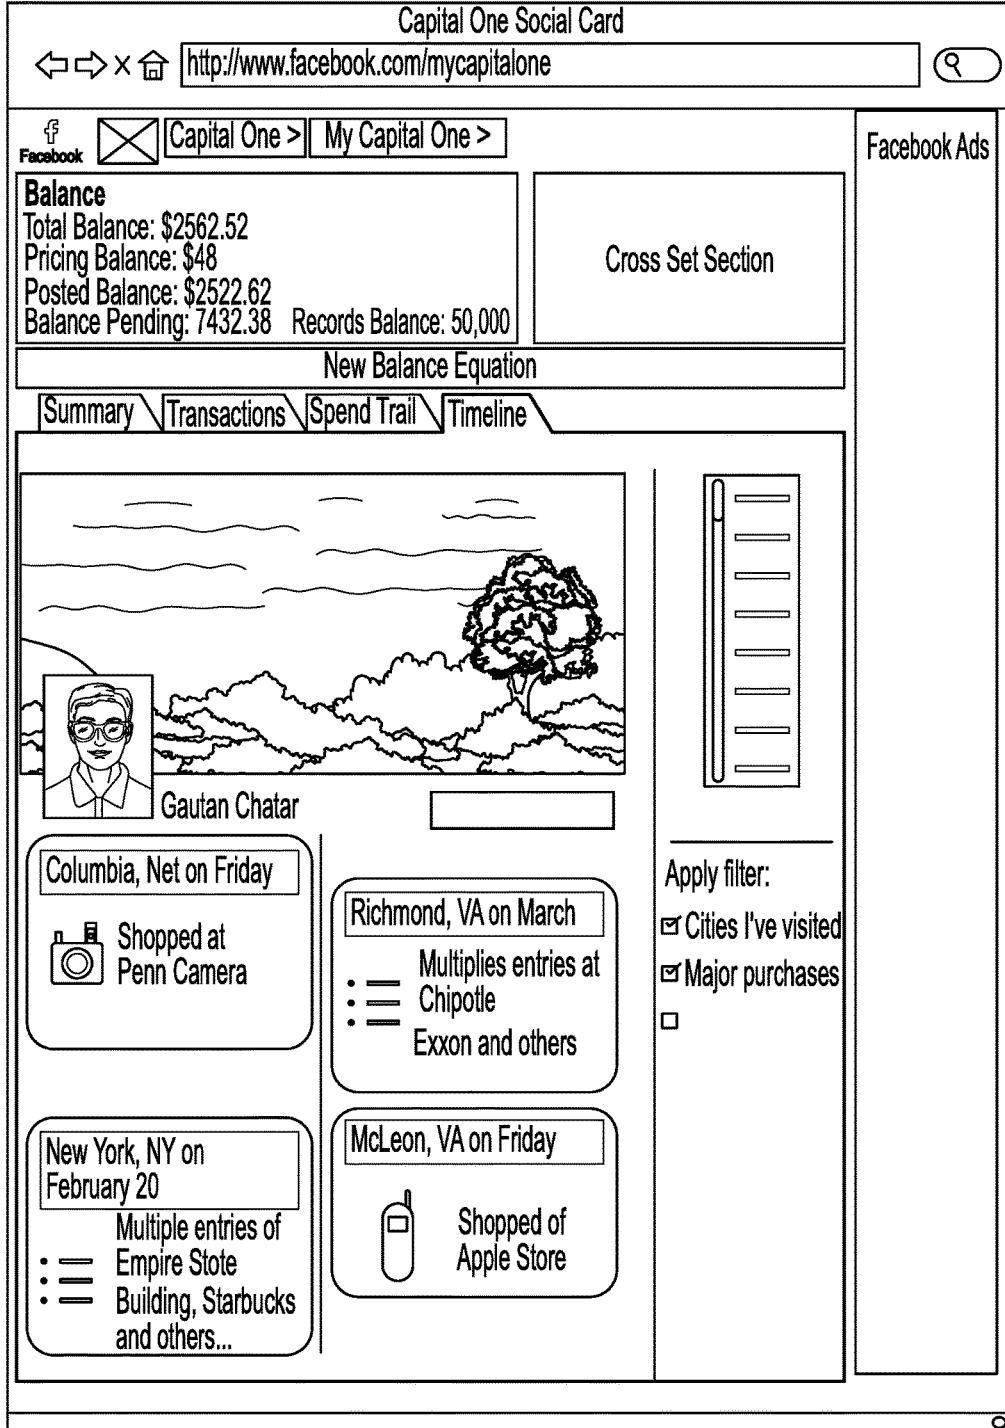 Capital One Social Card
http://www.facebook.com/mycapitalone
f
Facebook
Capital One >
My Capital One >
Facebook Ads
Balance
Total Balance: $2562.52
Pricing Balance: $48
Posted Balance: $2522.62
Balance Pending: 7432.38 Records Balance: 50,000
Cross Set Section
New Balance Equation
Summary
Transactions
Spend Trail
Timeline
Gautan Chatar
Columbia, Net on Friday
Shopped at
Penn Camera
Richmond, VA on March
Multiplies entries at
Chipotle
Exxon and others
New York, NY on
February 20
Multiple entries of
Empire Stote
Building, Starbucks
and others...
McLeon, VA on Friday
Shopped of
Apple Store
Apply filter:
Cities I've visited
Major purchases